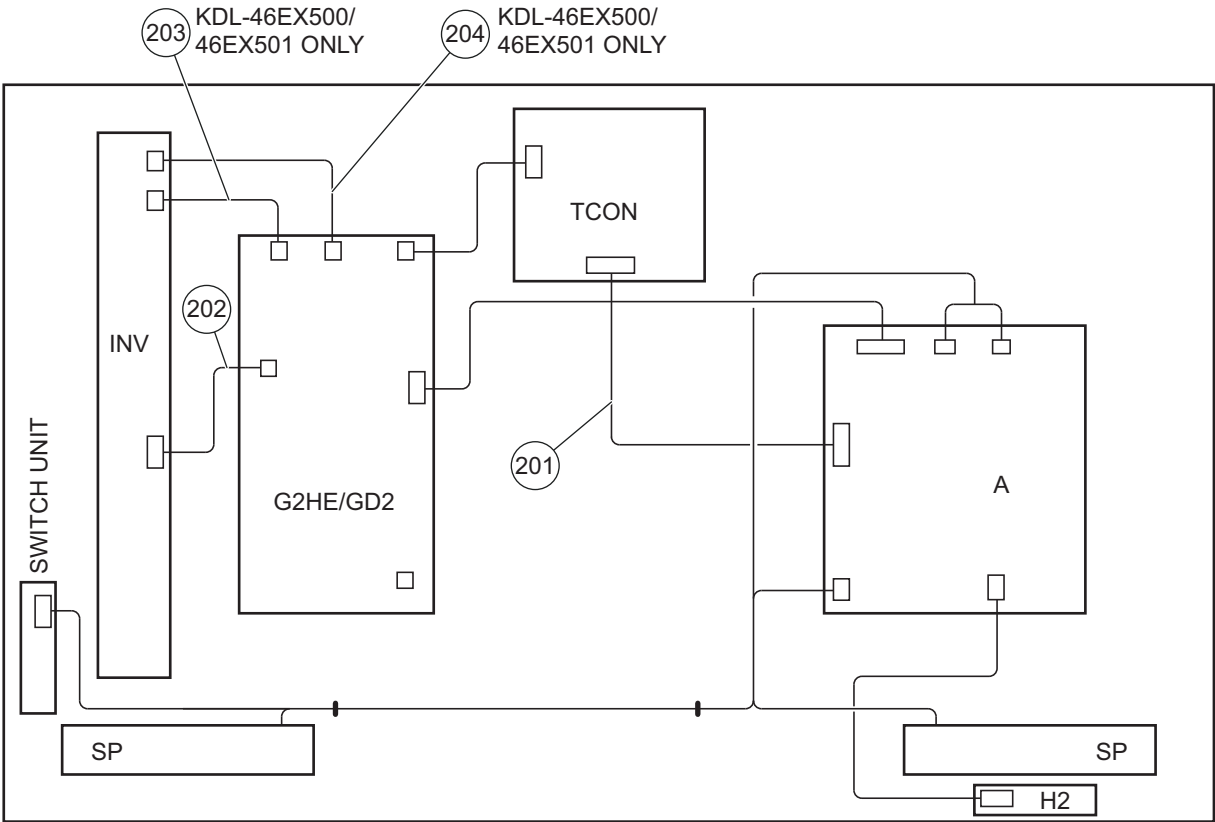 203
KDL-46EX500/
46EX501 ONLY
204
KDL-46EX500/
46EX501 ONLY
TCON
202
INV
201
A
G2HE/GD2
SWITCH UNIT
SP
SP
H2